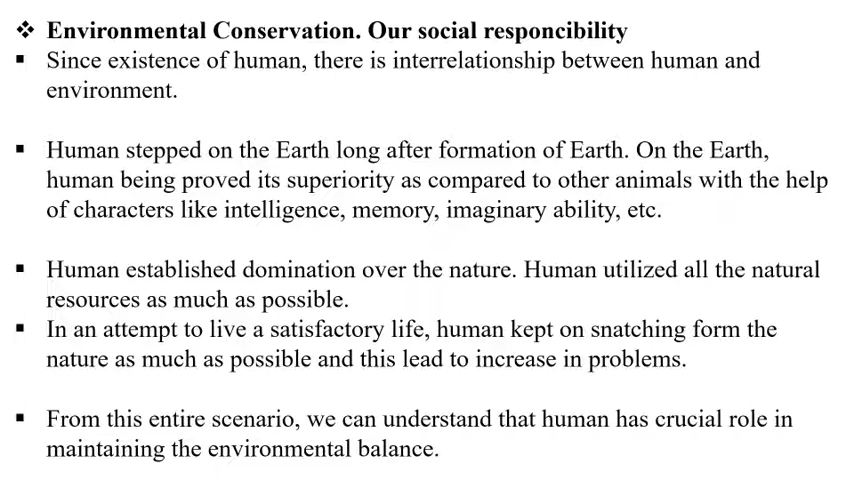 ❖ Environmental Conservation. Our social responcibility
▪ Since existence of human, there is interrelationship between human and
environment.
▪ Human stepped on the Earth long after formation of Earth. On the Earth,
human being proved its superiority as compared to other animals with the help
of characters like intelligence, memory, imaginary ability, etc.
▪ Human established domination over the nature. Human utilized all the natural
resources as much as possible.
▪ In an attempt to live a satisfactory life, human kept on snatching form the
nature as much as possible and this lead to increase in problems.
▪ From this entire scenario, we can understand that human has crucial role in
maintaining the environmental balance.